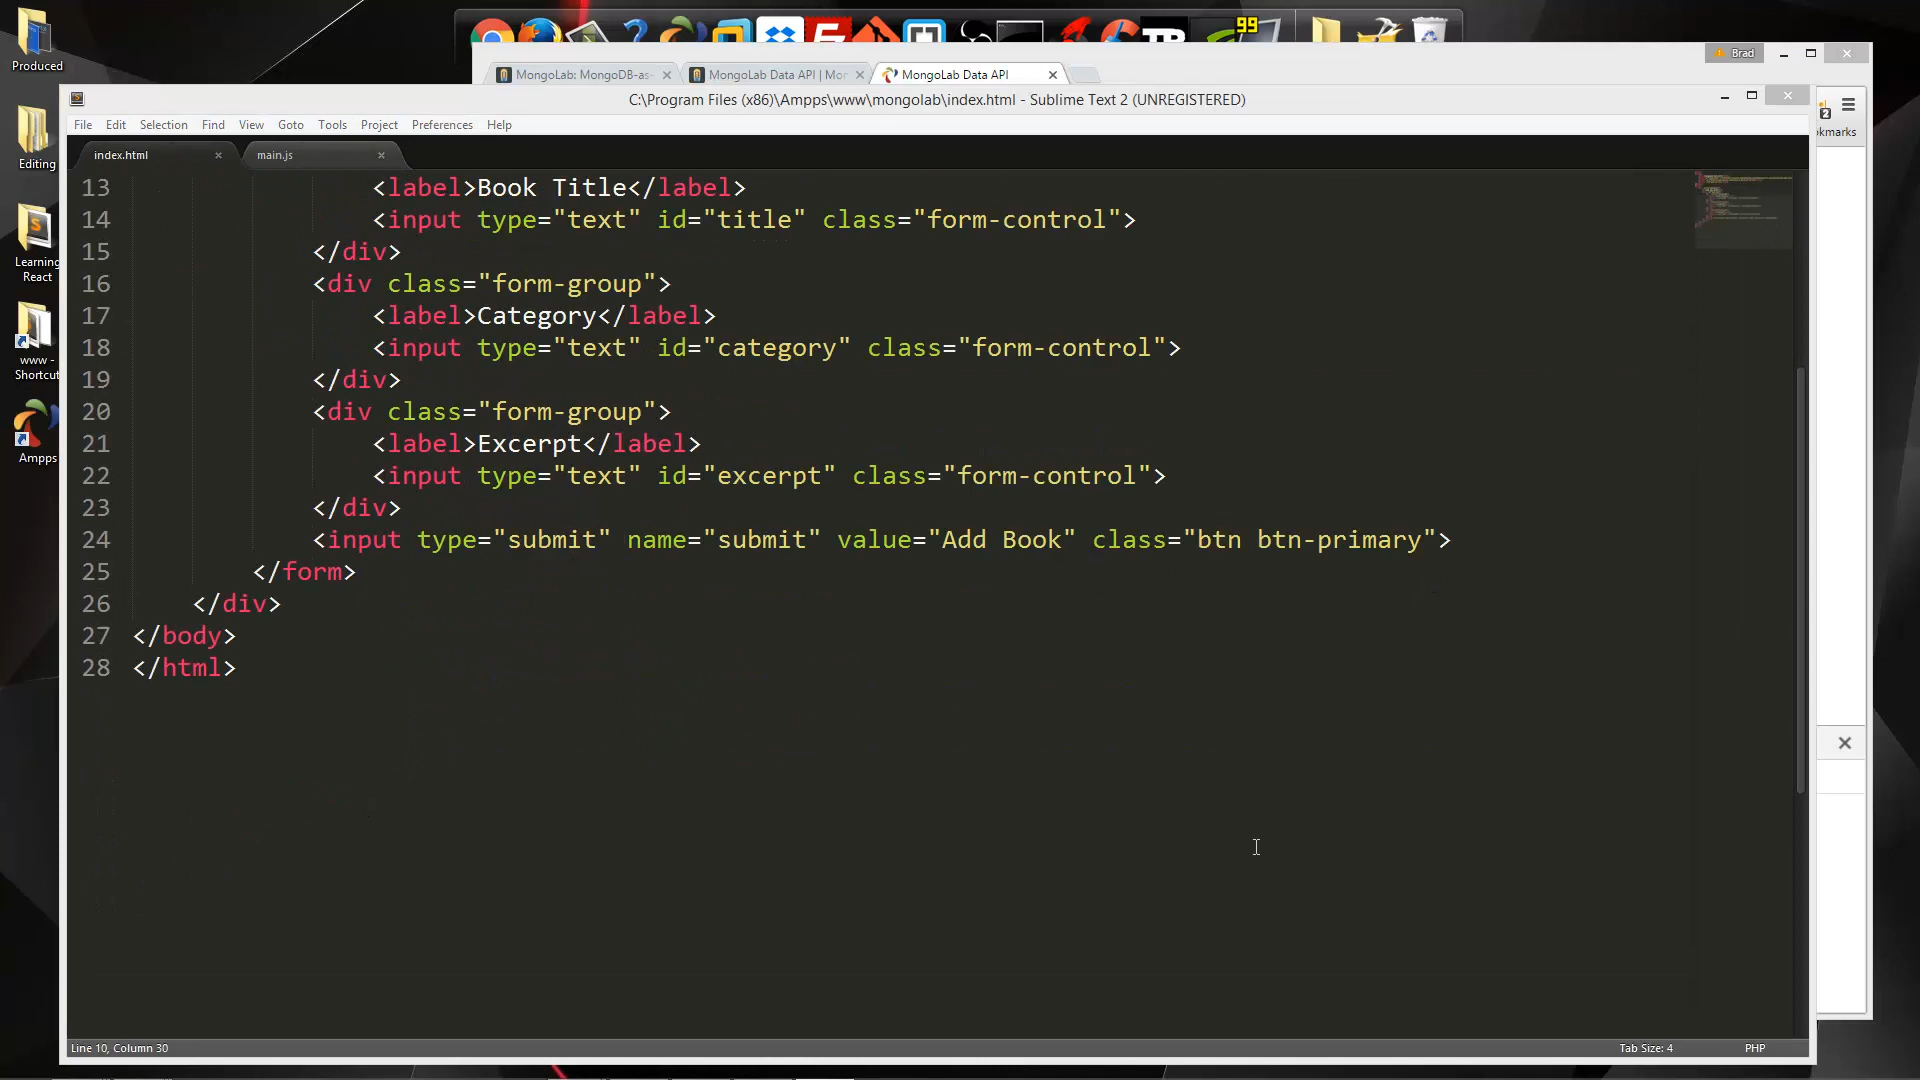 Produced
Editing
Learning
React
www -
Shortcut
Ampps
99
Brad
MongoLab: MongoDB-as-
MongoLab Data API | Mor
MongoLab Data API
C:\Program Files (x86)\Ampps\www\mongolab\index.html - Sublime Text 2 (UNREGISTERED)
File Edit Selection Find View Goto Tools Project Preferences Help
2
okmarks
index.html
main.js
13 <label>Book Title</label>
14 <input type="text" id="title" class="form-control">
15 </div>
16 <div class="form-group">
17 <label>Category</label>
18 <input type="text" id="category" class="form-control">
19 </div>
20 <div class="form-group">
21 <label>Excerpt</label>
22 <input type="text" id="excerpt" class="form-control">
23 </div>
24 <input type="submit" name="submit" value="Add Book" class="btn btn-primary">
25 </form>
26 </div>
27 </body>
28 </html>
Line 10, Column 30
Tab Size: 4
PHP